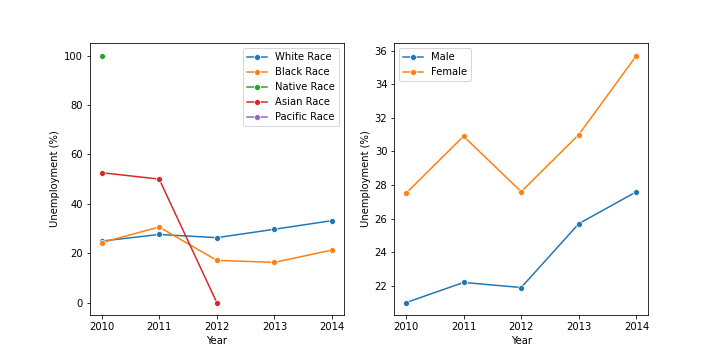 100
80
60
40
20
0
Unemployment (%)
2010 2011 2012 2013 2014
Year
White Race
Black Race
Native Race
Asian Race
Pacific Race
36
34
32
30
28
26
24
22
Unemployment (%)
2010 2011 2012 2013 2014
Year
Male
Female